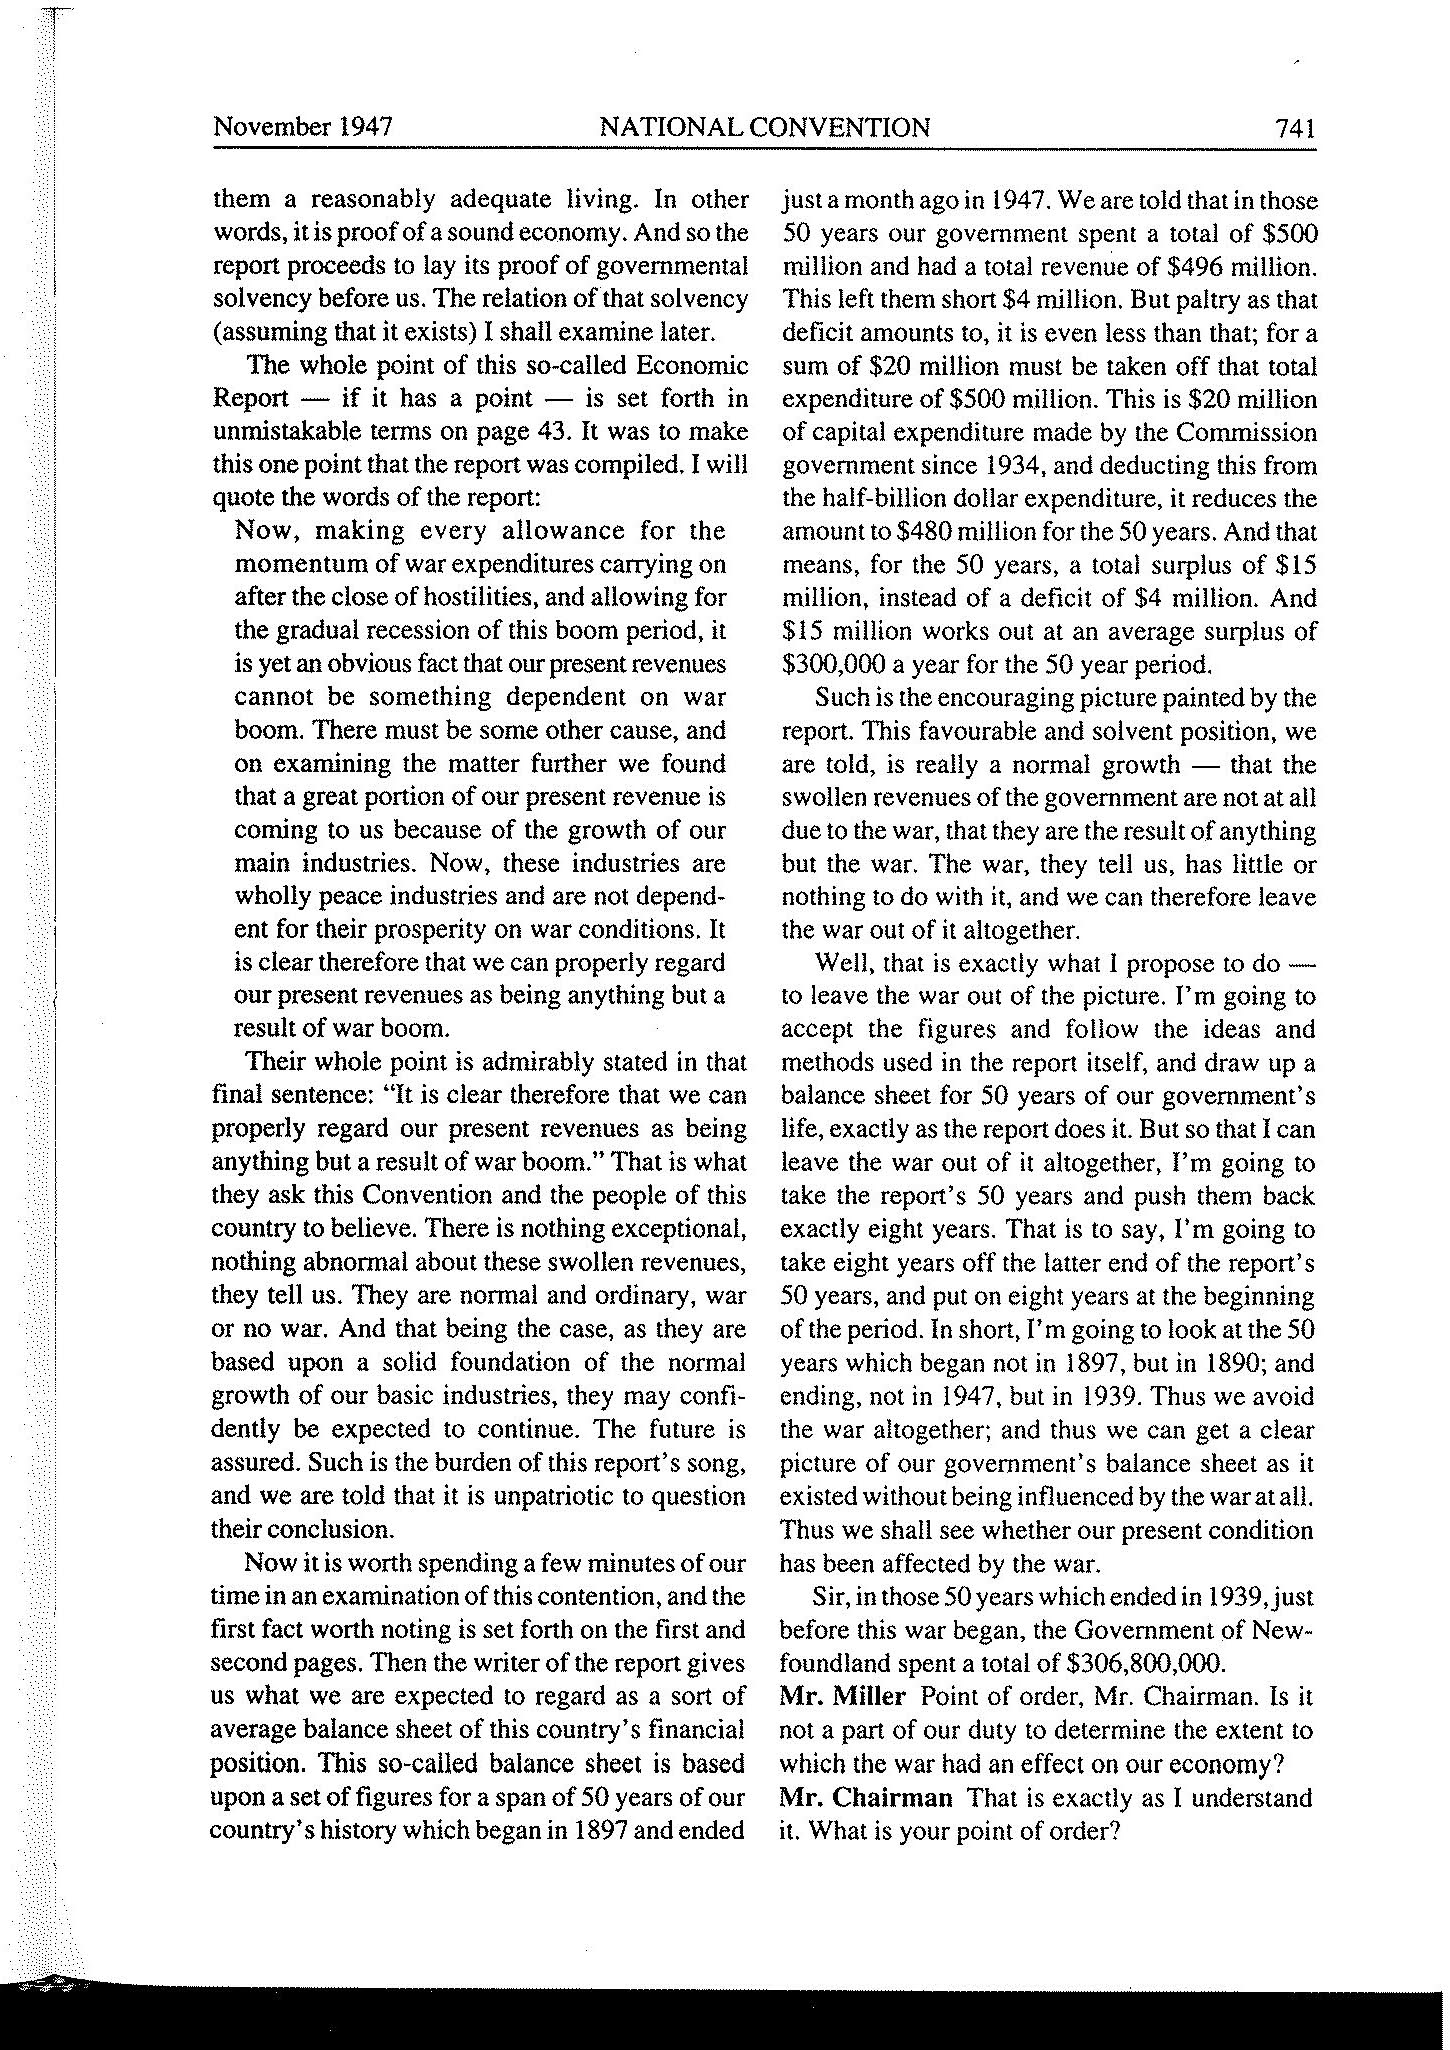 November 1947 NATIONAL CONVENTION 741
them a reasonably adequate living. In other
words, it is proof of a sound economy. And so the
report proceeds to lay its proof of governmental
solvency before us. The relation of that solvency
(assuming that it exists) I shall examine later.
The whole point of this so-called Economic
Report — if it has a point — is set forth in
unmistakable terms on page 43. It was to make
this one point that the report was compiled. I will
quote the words of the report:
Now, making every allowance for the
momentum of war expenditures carrying on
after the close of hostilities, and allowing for
the gradual recession of this boom period, it
is yet an obvious fact that our present revenues
cannot be something dependent on war
boom. There must be some other cause, and
on examining the matter further we found
that a great portion of our present revenue is
coming to us because of the growth of our
main industries. Now, these industries are
wholly peace industries and are not depend-
ent for their prosperity on war conditions. It
is clear therefore that we can properly regard
our present revenues as being anything but a
result of war boom.
Their whole point is admirably stated in that
final sentence: “It is clear therefore that we can
properly regard our present revenues as being
anything but a result of war boom.” That is what
they ask this Convention and the people of this
country to believe. There is nothing exceptional,
nothing abnormal about these swollen revenues,
they tell us. They are normal and ordinary, war
or no war. And that being the case, as they are
based upon a solid foundation of the normal
growth of our basic industries, they may confi-
dently be expected to continue. The future is
assured. Such is the burden of this report's song,
and we are told that it is unpatriotic to question
their conclusion.
Now it is worth spending a few minutes of our
time in an examination of this contention, and the
first fact worth noting is set forth on the first and
second pages. Then the writer of the report gives
us what we are expected to regard as a sort of
average balance sheet of this country's financial
position. This so-called balance sheet is based
upon a set of figures for a span of 50 years of our
country's history which began in 1897 and ended
just a month ago in 1947. We are told that in those
50 years our government spent a total of $500
million and had a total revenue of $496 million.
This left them short $4 million. But paltry as that
deficit amounts to, it is even less than that; for a
sum of $20 million must be taken off that total
expenditure of $500 million. This is $20 million
of capital expenditure made by the Commission
government since 1934, and deducting this from
the half-billion dollar expenditure, it reduces the
amount to $480 million for the 50 years. And that
means, for the 50 years, a total surplus of $15
million, instead of a deficit of $4 million. And
$15 million works out at an average surplus of
$300,000 a year for the 50 year period.
Such is the encouraging picture painted by the
report. This favourable and solvent position, we
are told, is really a normal growth — that the
swollen revenues of the government are not at all
due to the war, that they are the result of anything
but the war. The war, they tell us, has little or
nothing to do with it, and we can therefore leave
the war out of it altogether.
Well, that is exactly what I propose to do —
to leave the war out of the picture. I'm going to
accept the figures and follow the ideas and
methods used in the report itself, and draw up a
balance sheet for 50 years of our government's
life, exactly as the report does it. But so that I can
leave the war out of it altogether, I'm going to
take the report's 50 years and push them back
exactly eight years. That is to say, I'm going to
take eight years off the latter end of the report's
50 years, and put on eight years at the beginning
of the period. In short, I'm going to look at the 50
years which began not in 1897, but in 1890; and
ending, not in 1947, but in 1939. Thus we avoid
the war altogether; and thus we can get a clear
picture of our government's balance sheet as it
existed without being influenced by the war at all.
Thus we shall see whether our present condition
has been affected by the war.
Sir, in those 50 years which ended in 1939, just
before this war began, the Government of New-
foundland spent a total of $306,800,000.
Mr. Miller Point of order, Mr. Chairman. Is it
not a part of our duty to determine the extent to
which the war had an effect on our economy?
Mr. Chairman That is exactly as I understand
it. What is your point of order?